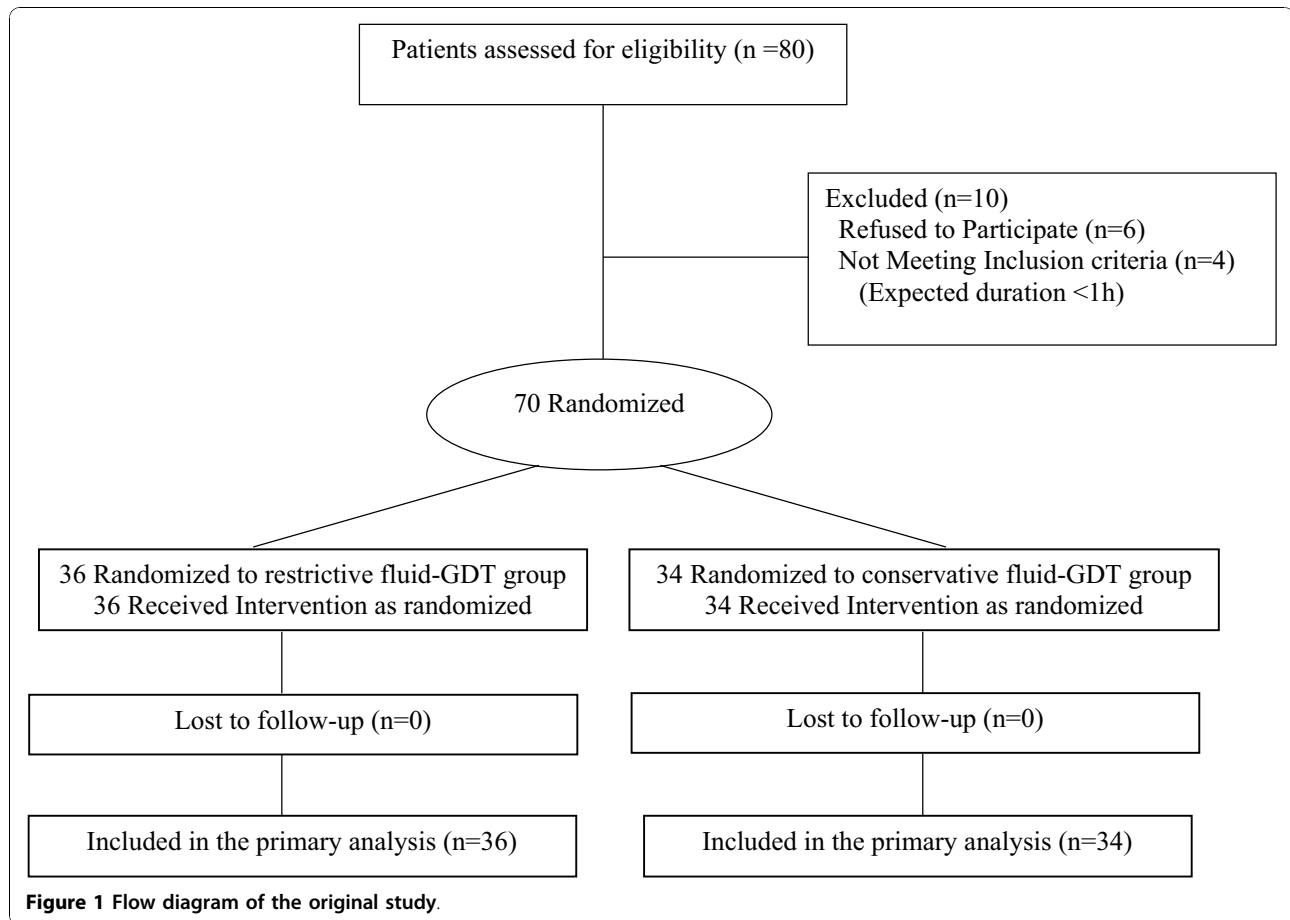 Patients assessed for eligibility (n =80)
Excluded (n=10)
Refused to Participate (n=6)
Not Meeting Inclusion criteria (n=4)
(Expected duration <1h)
70 Randomized
36 Randomized to restrictive fluid-GDT group
36 Received Intervention as randomized
34 Randomized to conservative fluid-GDT group
34 Received Intervention as randomized
Lost to follow-up (n=0)
Lost to follow-up (n=0)
Included in the primary analysis (n=36)
Included in the primary analysis (n=34)
Figure 1 Flow diagram of the original study.